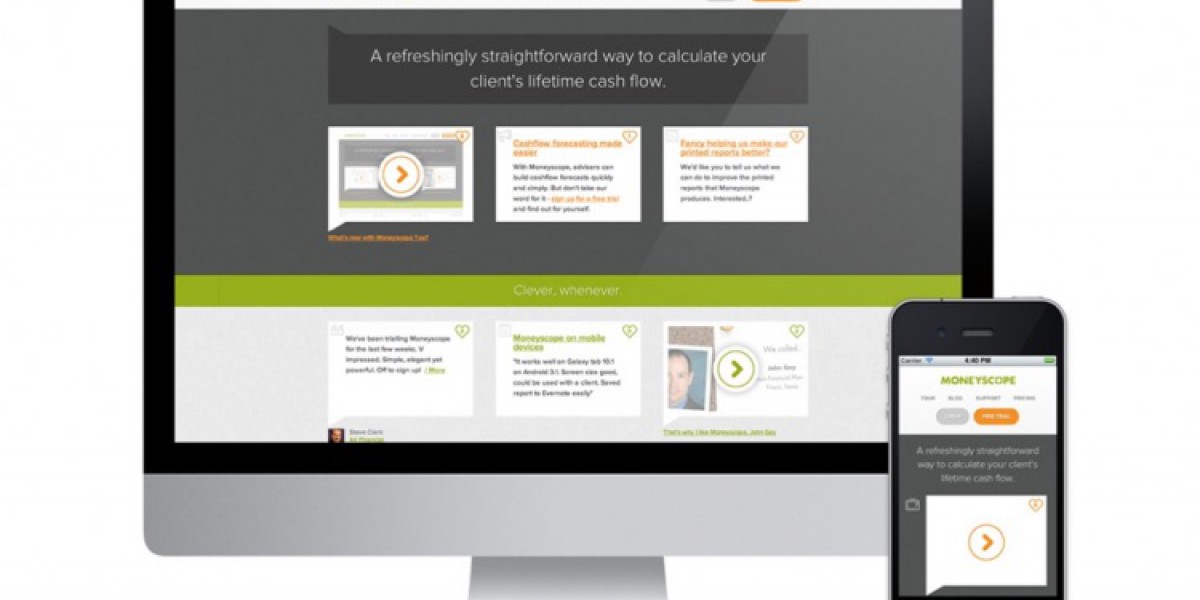 A refreshingly straightforward way to calculate your
client's lifetime cash flow.
Cashflow forecasting made
easier
With Moneyscope, advisers can
build cashflow forecasts quickly
and simply. But don't take our
word for it - sign up for a free trial
and find out for yourself.
Fancy helping us make our
printed reports better?
We'd like you to tell us what we
can do to improve the printed
reports that Moneyscope
produces. Interested..?
What's new with Moneyscope Too?
Clever, whenever.
We've been trialling Moneyscope
for the last few weeks. V
impressed. Simple, elegant yet
powerful. Off to sign up! / More
Steve Clark
Moneyscope on mobile
devices
"It works well on Galaxy tab 10.1
on Android 3.1. Screen size good,
could be used with a client. Saved
report to Evernote easily"
We called..
John Gey
That's why I like Moneyscope, John Gey
Carrier
4:40 PM
MONEYSCOPE
TOUR BLOG SUPPORT PRICING
FREE TRIAL
A refreshingly straightforward
way to calculate your client's
lifetime cash flow.